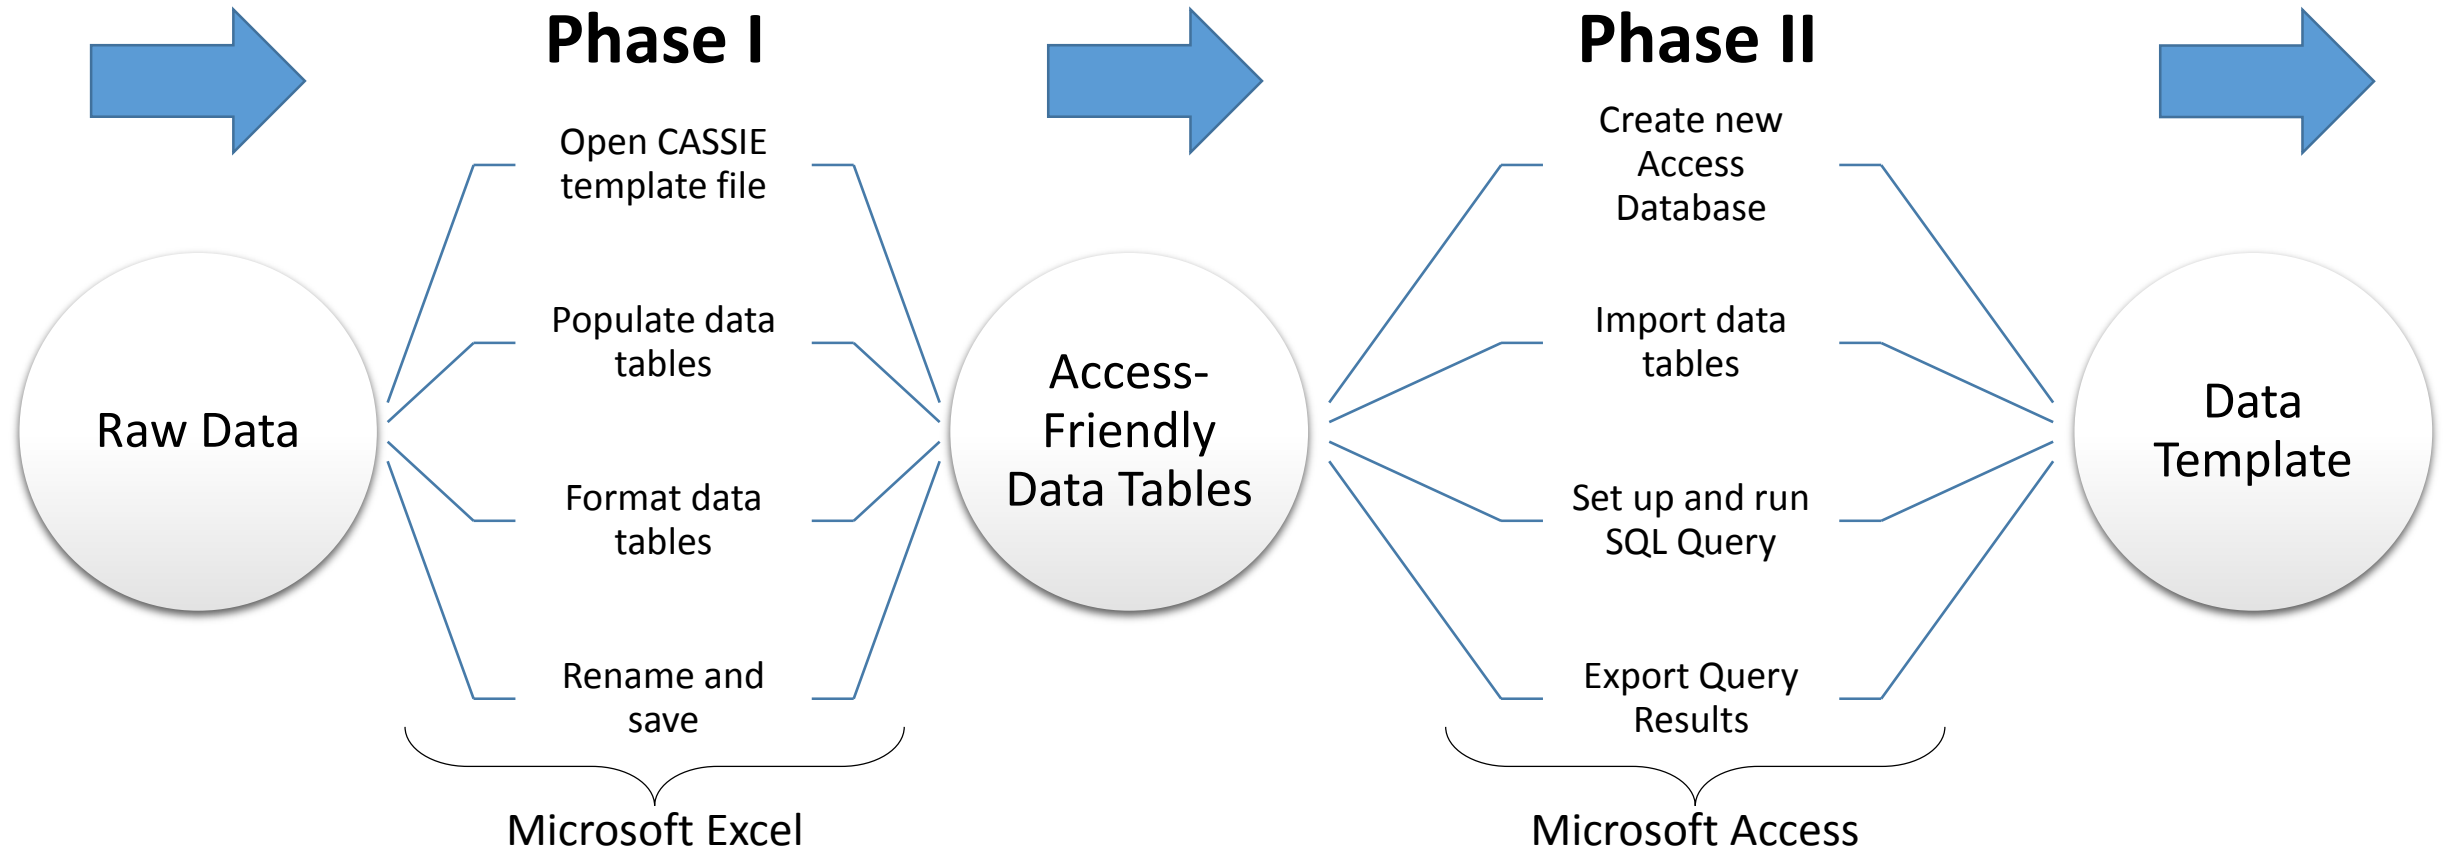 Phase I
Phase II
Raw Data
Open CASSIE
template file
Populate data
tables
Format data
tables
Rename and
save
Microsoft Excel
Access-
Friendly
Data Tables
Create new
Access
Database
Import data
tables
Set up and run
SQL Query
Export Query
Results
Microsoft Access
Data
Template